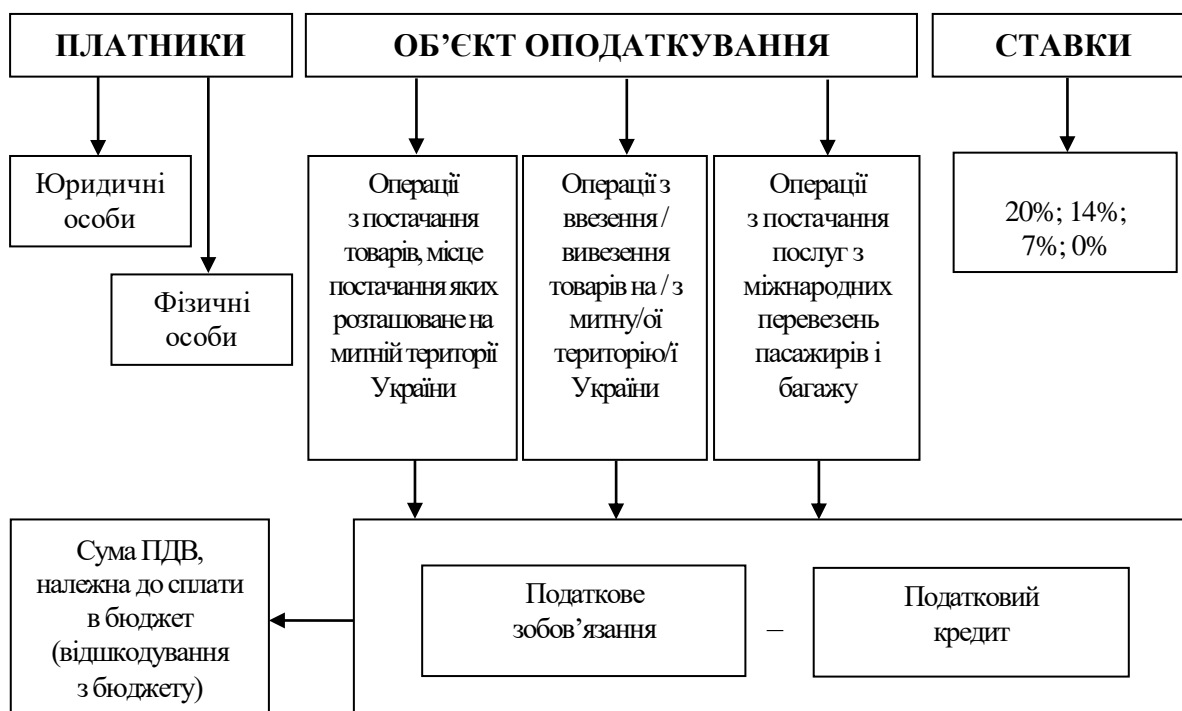 ПЛАТНИКИ
ОБ’ЄКТ ОПОДАТКУВАННЯ
СТАВКИ
Юридичні
особи
Фізичні
особи
Операції
з постачання
товарів, місце
постачання яких
розташоване на
митній території
України
Операції з
ввезення /
вивезення
товарів на / з
митну/ої
територію/ї
України
Операції
з постачання
послуг з
міжнародних
перевезень
пасажирів і
багажу
20%; 14%;
7%; 0%
Сума ПДВ,
належна до сплати
в бюджет
(відшкодування
з бюджету)
Податкове
зобов’язання
–
Податковий
кредит